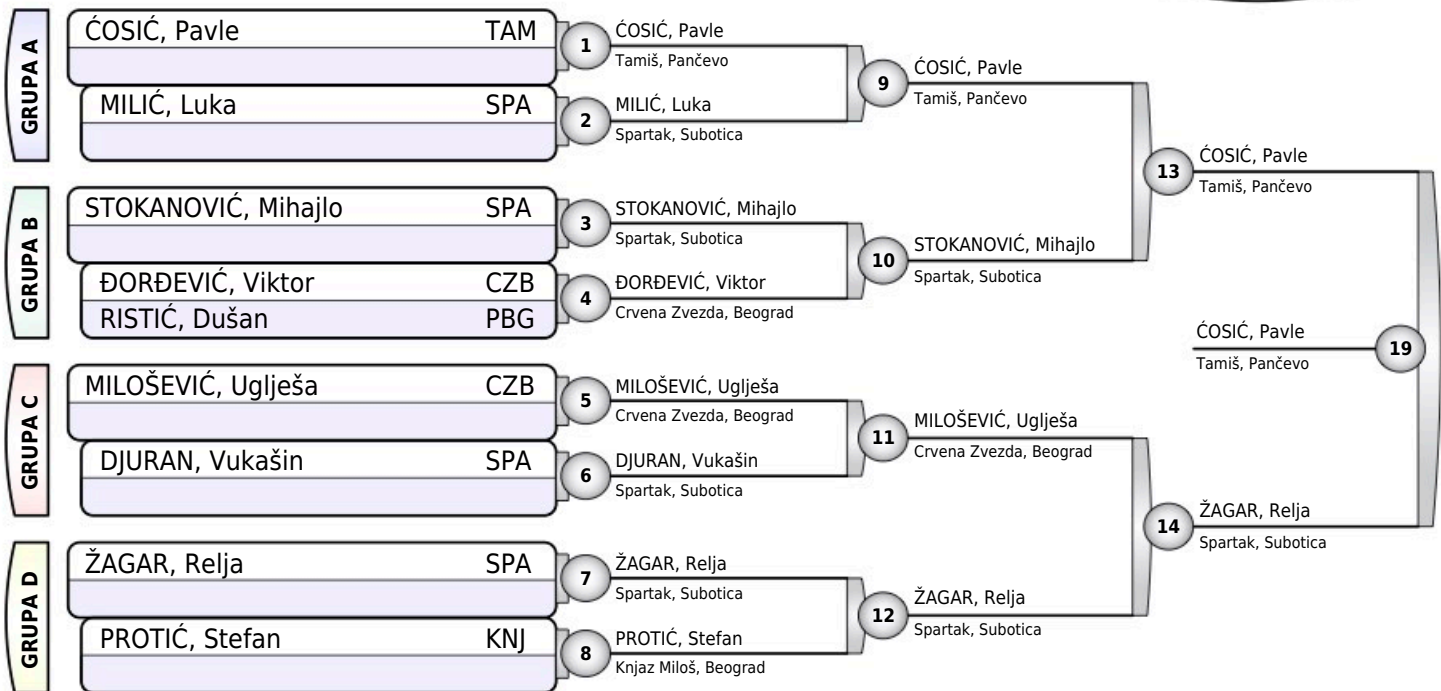 GRUPA A
ĆOSIĆ, Pavle TAM
MILIĆ, Luka SPA
GRUPA B
STOKANOVIĆ, Mihajlo SPA
ĐORĐEVIĆ, Viktor CZB
RISTIĆ, Dušan PBG
GRUPA C
MILOŠEVIĆ, Uglješa CZB
DJURAN, Vukašin SPA
GRUPA D
ŽAGAR, Relja SPA
PROTIĆ, Stefan KNJ
1
ĆOSIĆ, Pavle
Tamiš, Pančevo
2
MILIĆ, Luka
Spartak, Subotica
3
STOKANOVIĆ, Mihajlo
Spartak, Subotica
4
ĐORĐEVIĆ, Viktor
Crvena Zvezda, Beograd
5
MILOŠEVIĆ, Uglješa
Crvena Zvezda, Beograd
6
DJURAN, Vukašin
Spartak, Subotica
7
ŽAGAR, Relja
Spartak, Subotica
8
PROTIĆ, Stefan
Knjaz Miloš, Beograd
9
ĆOSIĆ, Pavle
Tamiš, Pančevo
10
STOKANOVIĆ, Mihajlo
Spartak, Subotica
11
MILOŠEVIĆ, Uglješa
Crvena Zvezda, Beograd
12
ŽAGAR, Relja
Spartak, Subotica
13
ĆOSIĆ, Pavle
Tamiš, Pančevo
14
ŽAGAR, Relja
Spartak, Subotica
ĆOSIĆ, Pavle
Tamiš, Pančevo
19